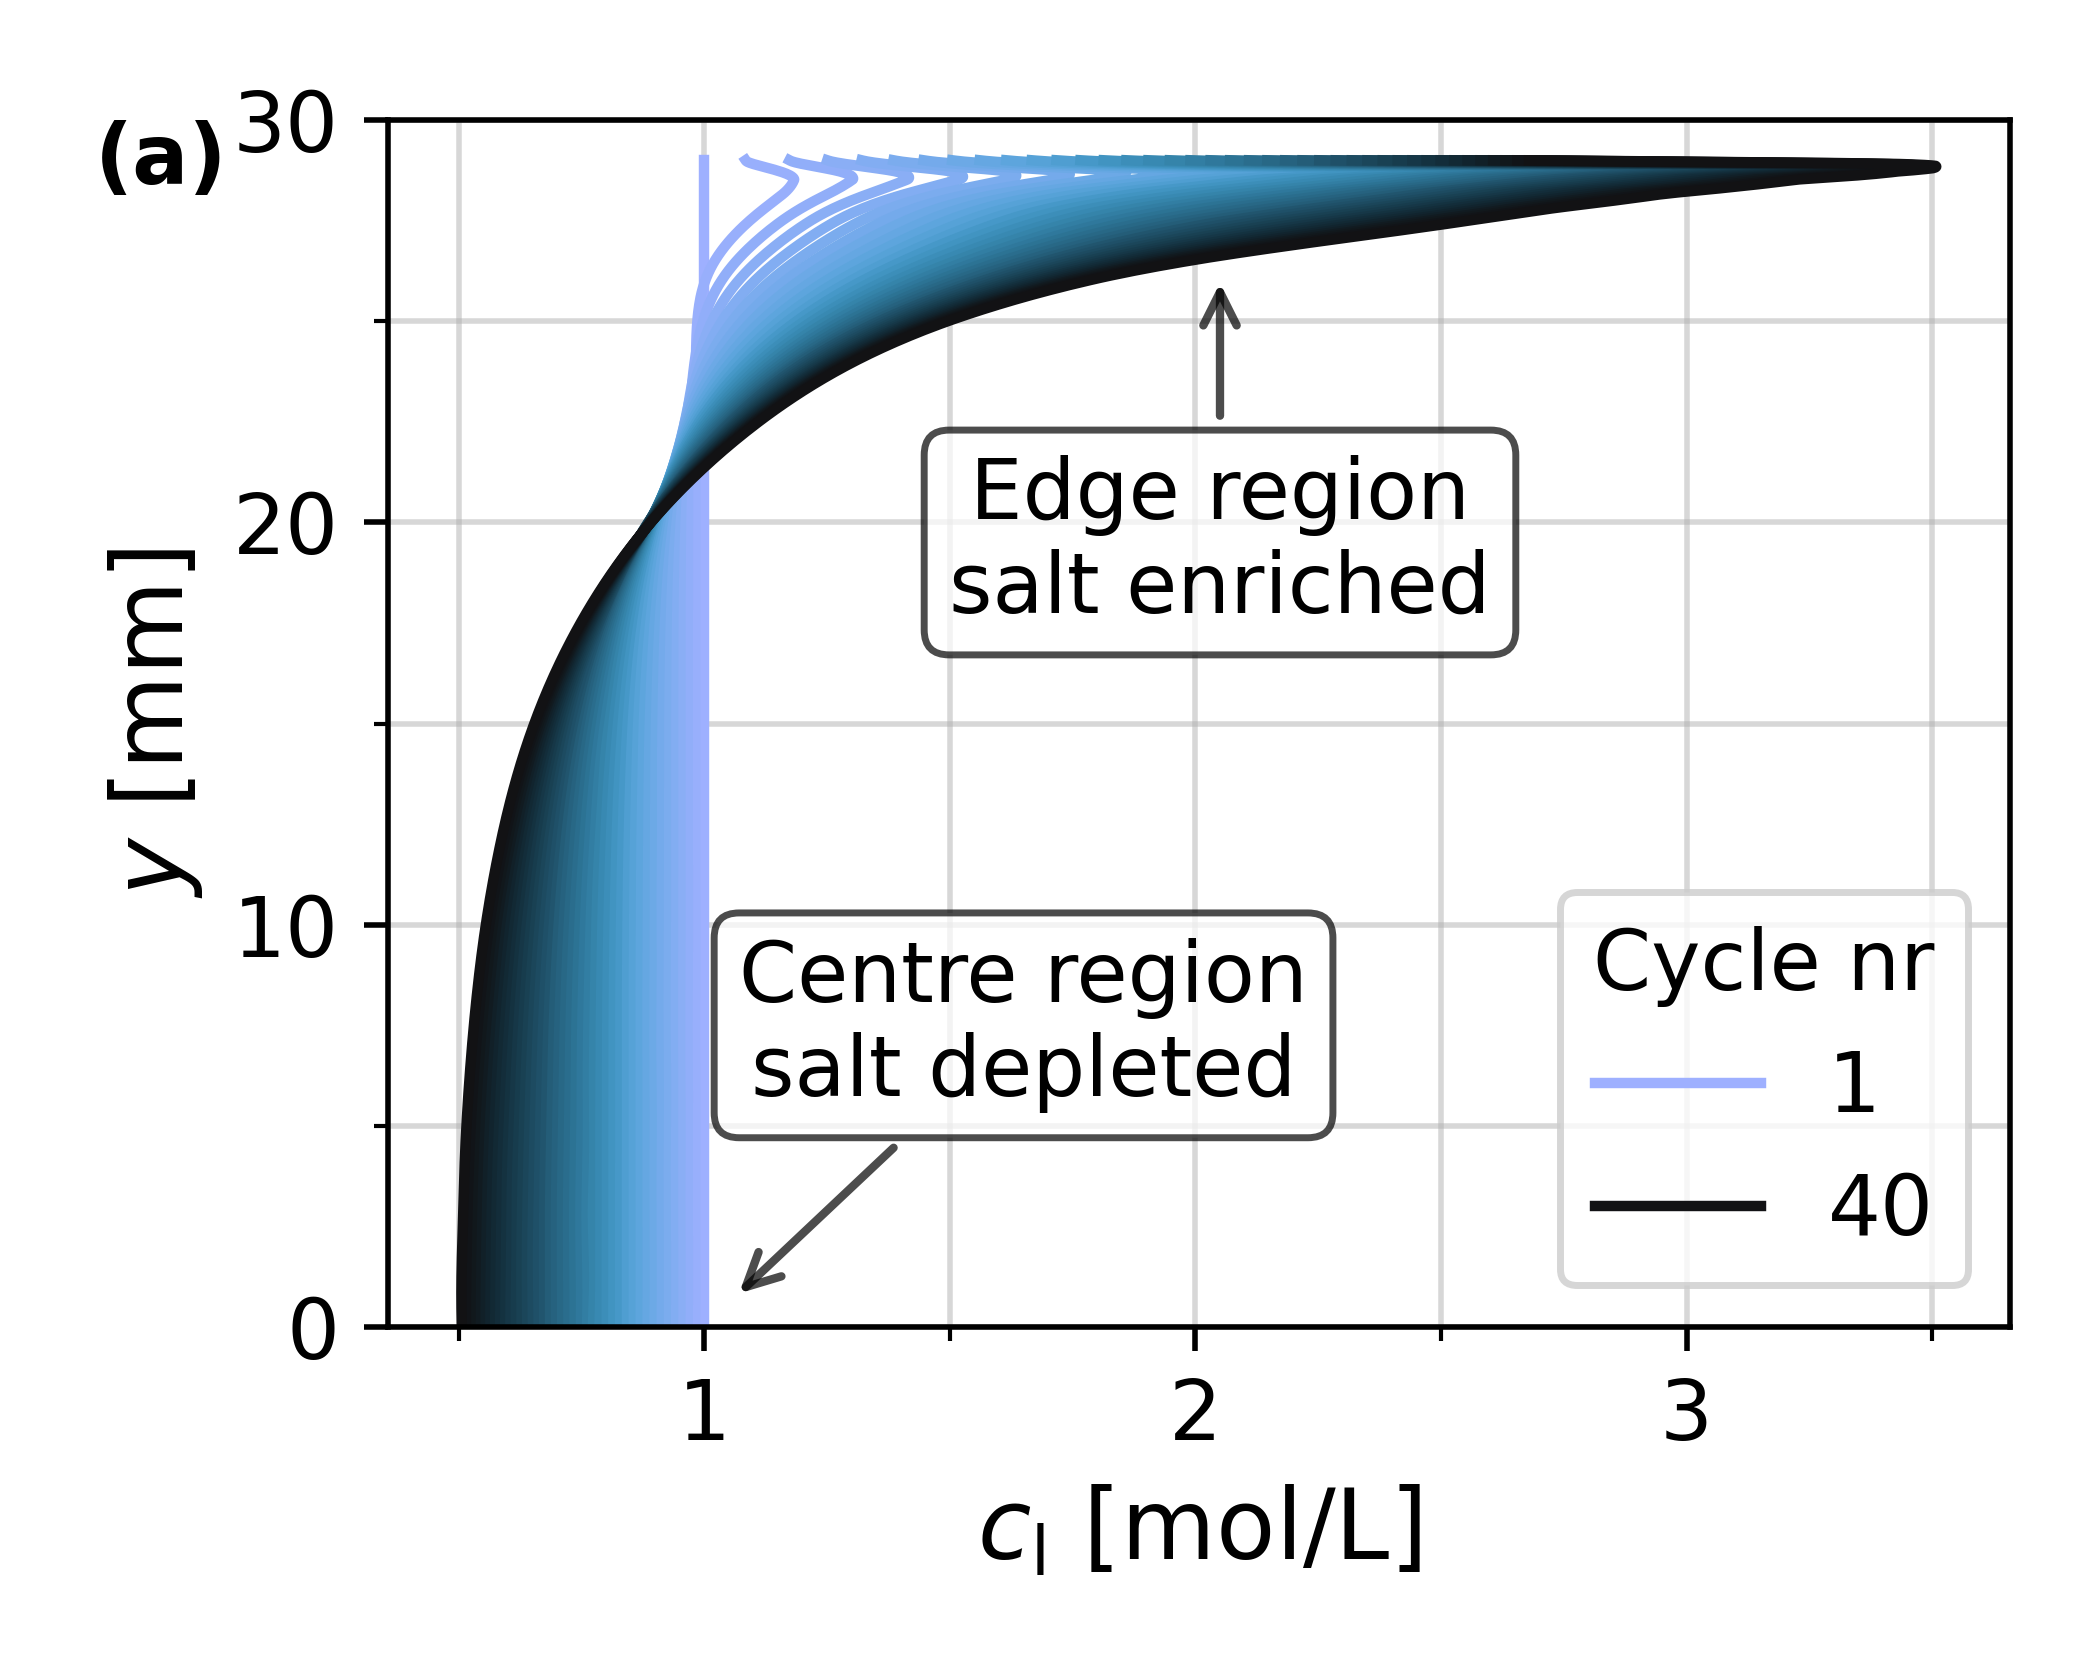 (a)
30
20
10
0
y [mm]
Edge region
salt enriched
Centre region
salt depleted
Cycle nr
1
40
1
2
3
c_l [mol/L]